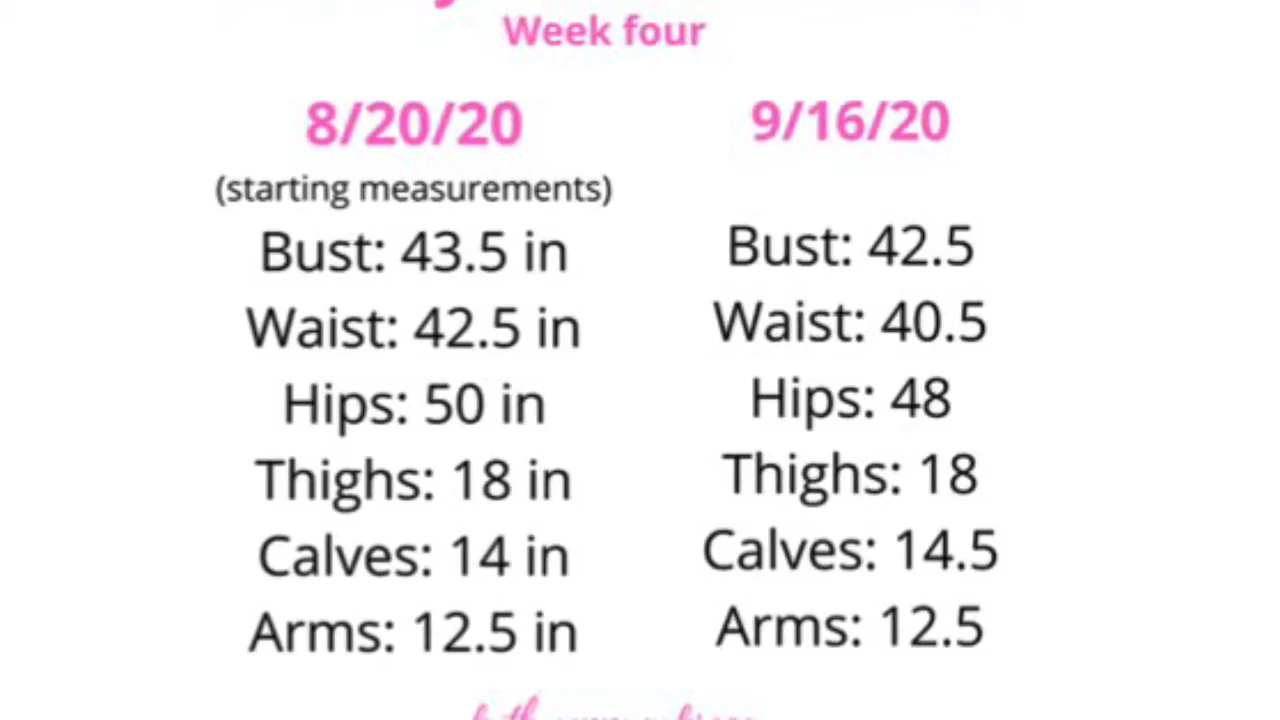 Week four
8/20/20
(starting measurements)
Bust: 43.5 in
Waist: 42.5 in
Hips: 50 in
Thighs: 18 in
Calves: 14 in
Arms: 12.5 in
9/16/20
Bust: 42.5
Waist: 40.5
Hips: 48
Thighs: 18
Calves: 14.5
Arms: 12.5